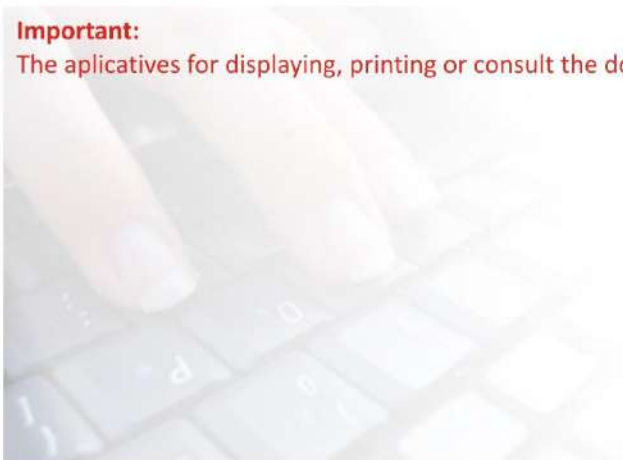 Important:
The aplicatives for displaying, printing or consult the